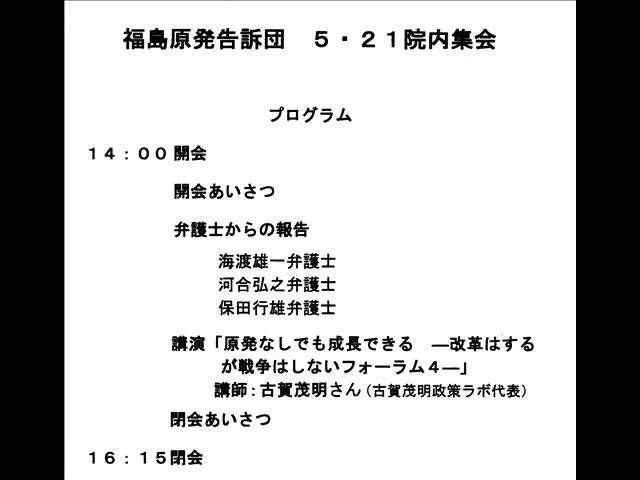 福島原発告訴団　５・２１院内集会
プログラム
１４：００開会
開会あいさつ
弁護士からの報告
海渡雄一弁護士
河合弘之弁護士
保田行雄弁護士
講演「原発なしでも成長できる　―改革はする
が戦争はしないフォーラム４―」
講師：古賀茂明さん（古賀茂明政策ラボ代表）
閉会あいさつ
１６：１５閉会